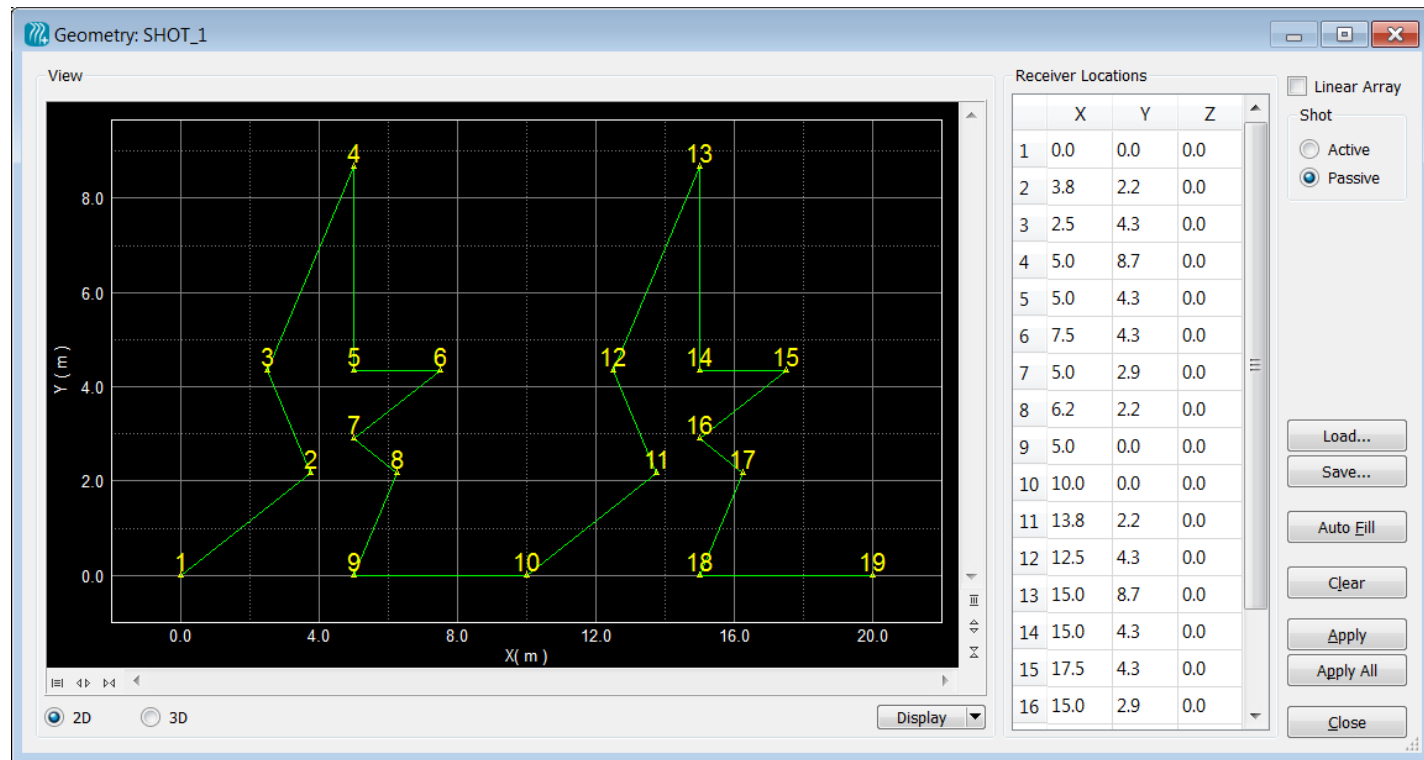 Geometry: SHOT_1
View
4 13
8.0
6.0
3 5 6 12 14 15
Y ( m )
4.0
7 16
2 8 11 17
2.0
1 9 10 18 19
0.0
0.0 4.0 8.0 12.0 16.0 20.0
X( m )
2D 3D Display
Receiver Locations
X Y Z
1 0.0 0.0 0.0
2 3.8 2.2 0.0
3 2.5 4.3 0.0
4 5.0 8.7 0.0
5 5.0 4.3 0.0
6 7.5 4.3 0.0
7 5.0 2.9 0.0
8 6.2 2.2 0.0
9 5.0 0.0 0.0
10 10.0 0.0 0.0
11 13.8 2.2 0.0
12 12.5 4.3 0.0
13 15.0 8.7 0.0
14 15.0 4.3 0.0
15 17.5 4.3 0.0
16 15.0 2.9 0.0
Linear Array
Shot
Active
Passive
Load...
Save...
Auto Fill
Clear
Apply
Apply All
Close